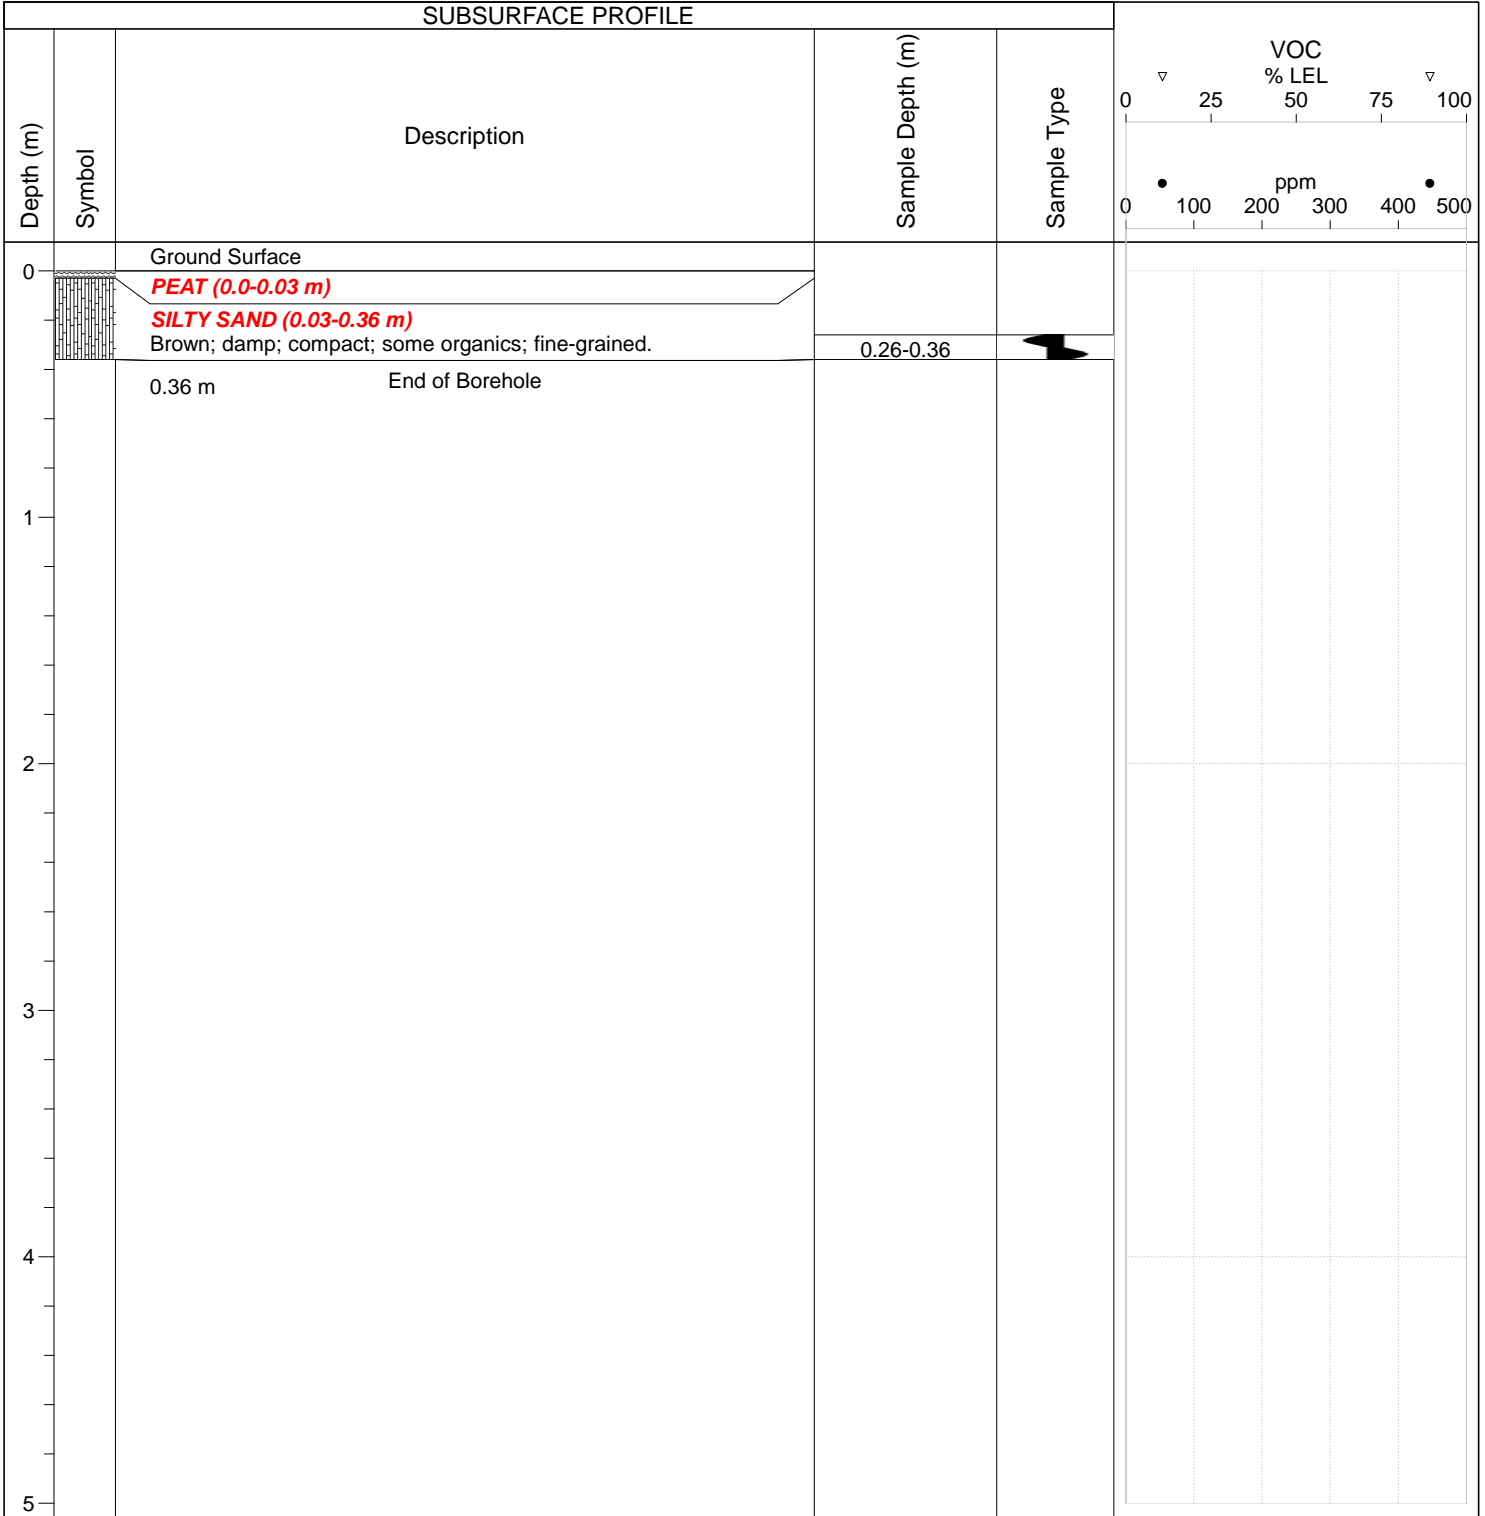 SUBSURFACE PROFILE
Depth (m)
Symbol
Description
Sample Depth (m)
Sample Type
VOC
% LEL
0 25 50 75 100
ppm
0 100 200 300 400 500
Ground Surface
0
PEAT (0.0-0.03 m)
SILTY SAND (0.03-0.36 m)
Brown; damp; compact; some organics; fine-grained.
0.26-0.36
0.36 m End of Borehole
1
2
3
4
5